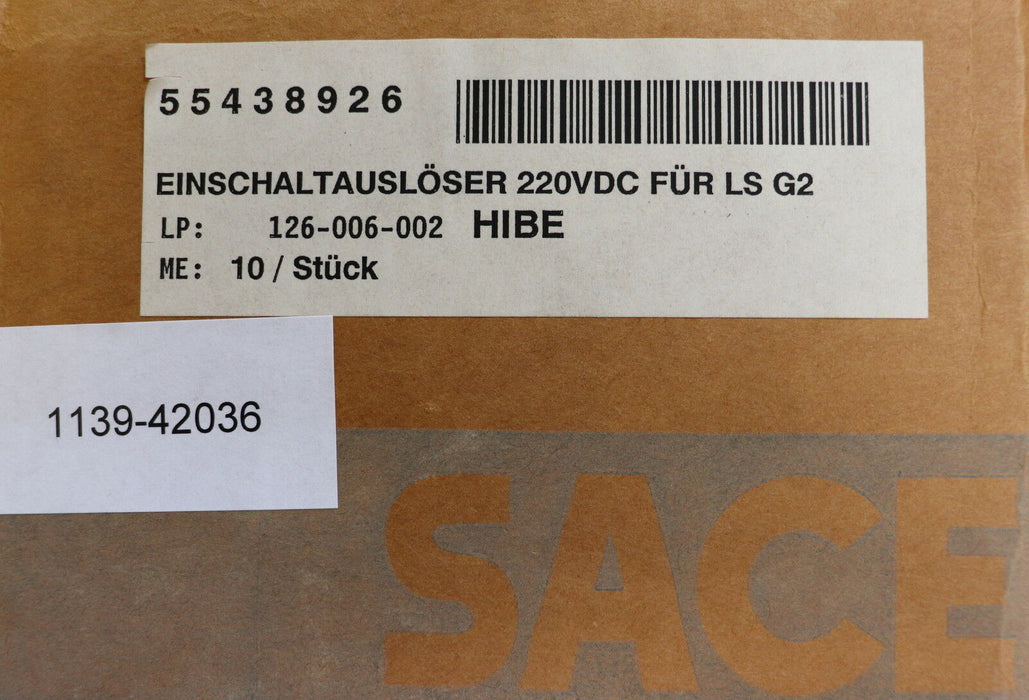 55438926
EINSCHALTAUSLÖSER 220VDC FÜR LS G2
LP: 126-006-002 HIBE
ME: 10 / Stück
1139-42036
SACE